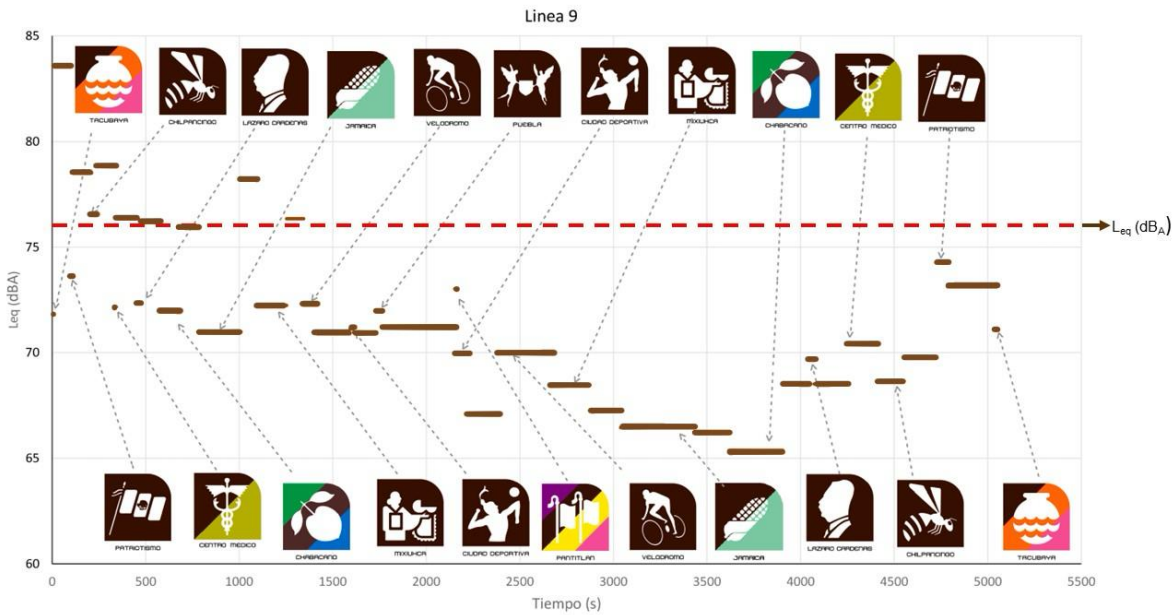 Linea 9
85
80
75
70
65
60
Leq (dBA)
TACUBAYA
CHILPANCINGO
LAZARO CARDENAS
JAMAICA
VELODROMO
PUEBLA
CIUDAD DEPORTIVA
MIXIUHCA
CHABACANO
CENTRO MEDICO
PATRIOTISMO
Leq (dBA)
PATRIOTISMO
CENTRO MEDICO
CHABACANO
MIXIUHCA
CIUDAD DEPORTIVA
PANTITLAN
VELODROMO
JAMAICA
LAZARO CARDENAS
CHILPANCINGO
TACUBAYA
0 500 1000 1500 2000 2500 3000 3500 4000 4500 5000 5500
Tiempo (s)